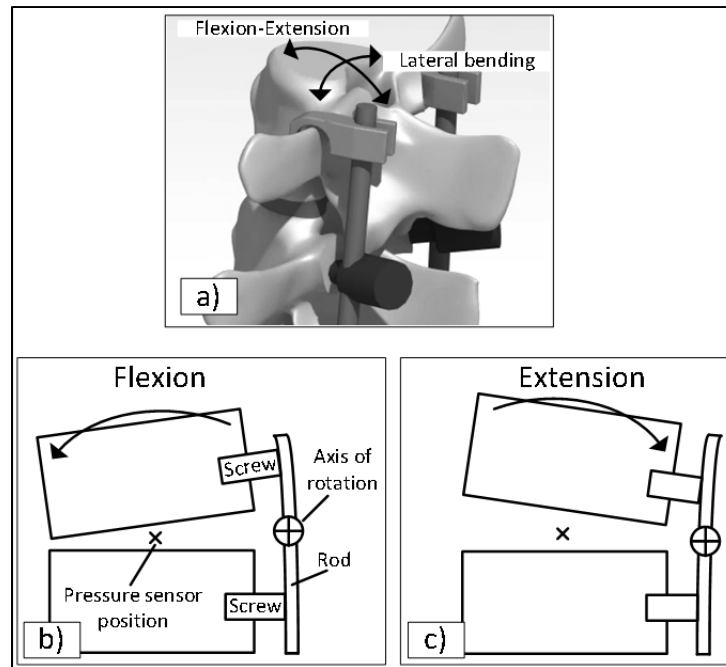 Flexion-Extension
Lateral bending
a)
Flexion
Screw
Axis of
rotation
Rod
Pressure sensor
position
Screw
b)
Extension
c)